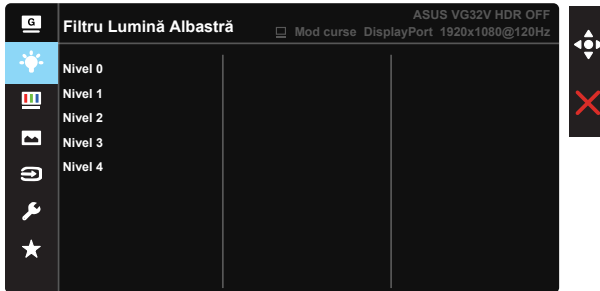 G
Filtru Lumină Albastră
ASUS VG32V HDR OFF
Mod curse DisplayPort 1920x1080@120Hz
Nivel 0
Nivel 1
Nivel 2
Nivel 3
Nivel 4